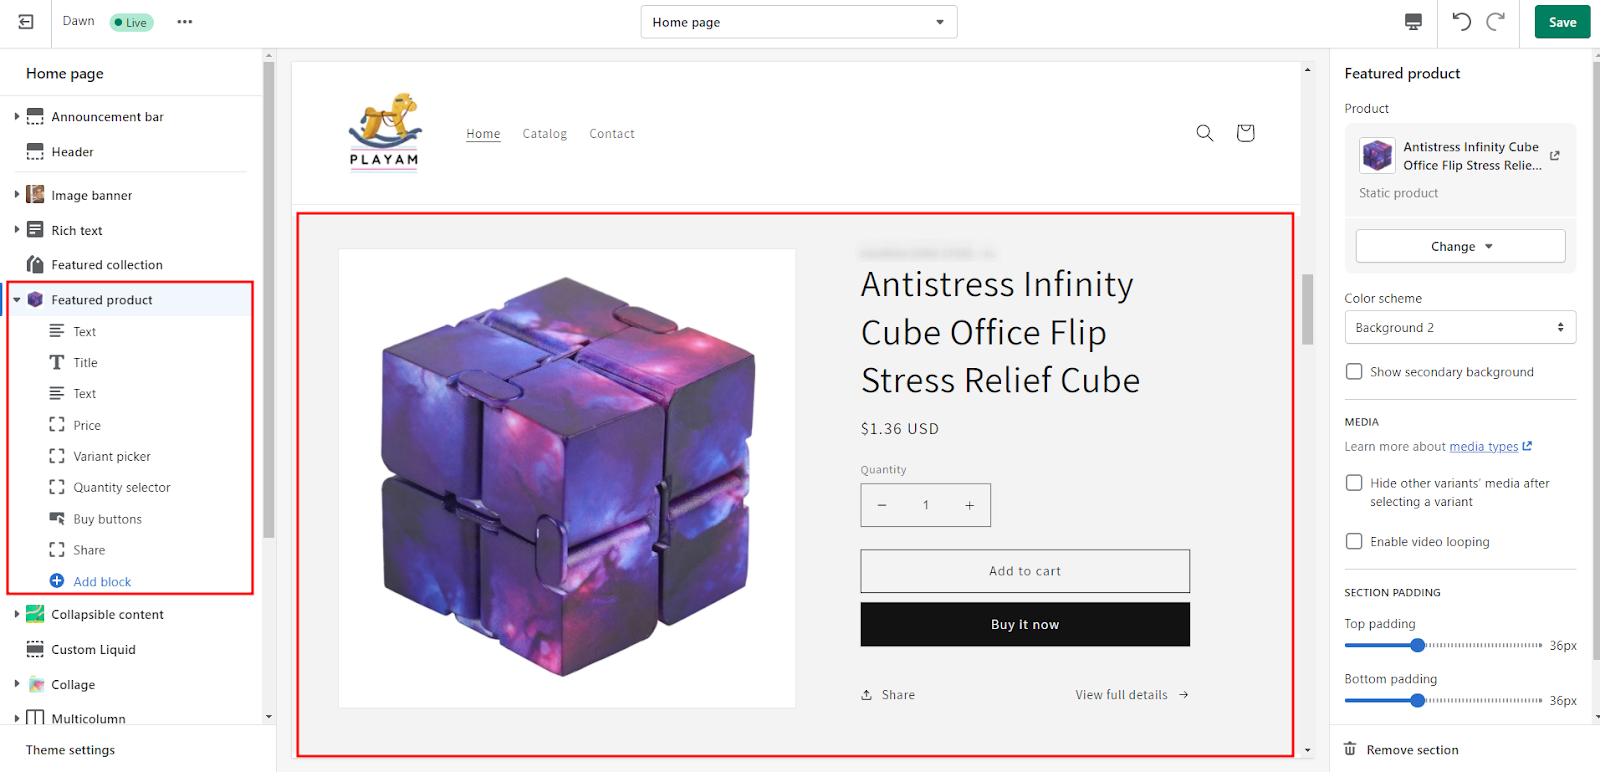 Dawn
Live
Home page
Save
Home page
Announcement bar
Header
Image banner
Rich text
Featured collection
Featured product
Text
Title
Text
Price
Variant picker
Quantity selector
Buy buttons
Share
Add block
Collapsible content
Custom Liquid
Collage
Multicolumn
Theme settings
PLAYAM
Home
Catalog
Contact
Antistress Infinity
Cube Office Flip
Stress Relief Cube
$1.36 USD
Quantity
− 1 +
Add to cart
Buy it now
Share
View full details →
Featured product
Product
Antistress Infinity Cube
Office Flip Stress Relie...
Static product
Change
Color scheme
Background 2
Show secondary background
MEDIA
Learn more about media types
Hide other variants' media after
selecting a variant
Enable video looping
SECTION PADDING
Top padding
36px
Bottom padding
36px
Remove section